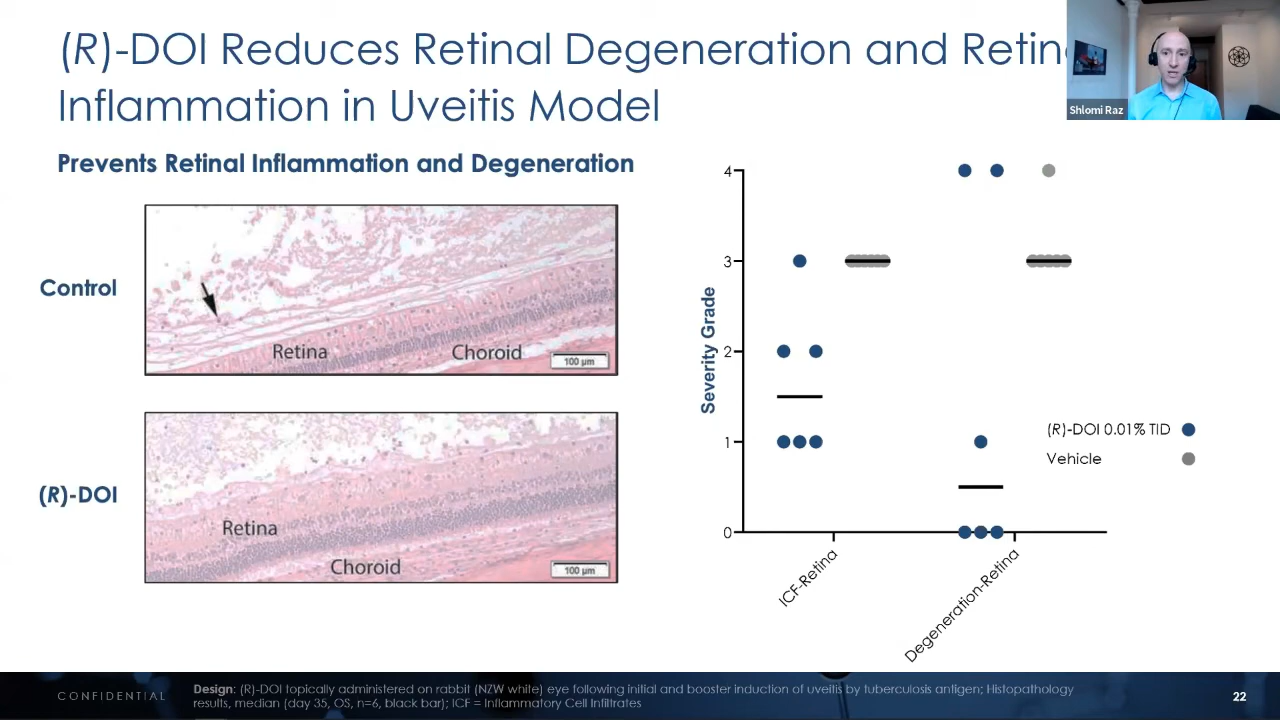 (R)-DOI Reduces Retinal Degeneration and Retin
Inflammation in Uveitis Model
Shlomi Raz
Prevents Retinal Inflammation and Degeneration
Control
Retina
Choroid
100 µm
(R)-DOI
Retina
Choroid
100 µm
Severity Grade
4
3
2
1
0
(R)-DOI 0.01% TID
Vehicle
ICF-Retina
Degeneration-Retina
CONFIDENTIAL
Design: (R)-DOI topically administered on rabbit (NZW white) eye following initial and booster induction of uveitis by tuberculosis antigen; Histopathology
results, median (day 35, OS, n=6, black bar); ICF = Inflammatory Cell Infiltrates
22